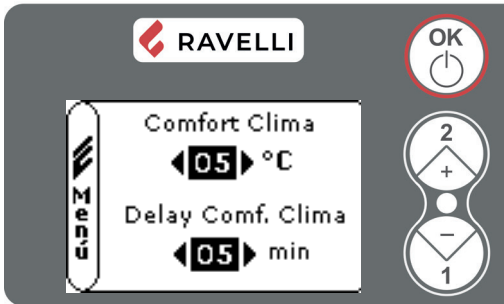 RAVELLI
OK
Menú
Comfort Clima
05 °C
Delay Comf. Clima
05 min
2
+
−
1